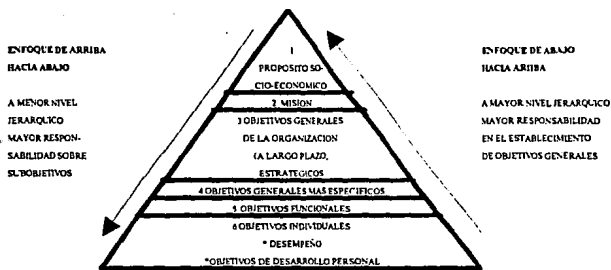 ENFOQUE DE ARRIBA
HACIA ABAJO
A MENOR NIVEL
JERARQUICO
MAYOR RESPON-
SABILIDAD SOBRE
SUBOBJETIVOS
1
PROPOSITO SO-
CIO-ECONOMICO
2 MISION
3 OBJETIVOS GENERALES
DE LA ORGANIZACION
(A LARGO PLAZO,
ESTRATEGICOS
4 OBJETIVOS GENERALES MAS ESPECIFICOS
5 OBJETIVOS FUNCIONALES
6 OBJETIVOS INDIVIDUALES
* DESEMPEÑO
*OBJETIVOS DE DESARROLLO PERSONAL
ENFOQUE DE ABAJO
HACIA ARRIBA
A MAYOR NIVEL JERARQUICO
MAYOR RESPONSABILIDAD
EN EL ESTABLECIMIENTO
DE OBJETIVOS GENERALES